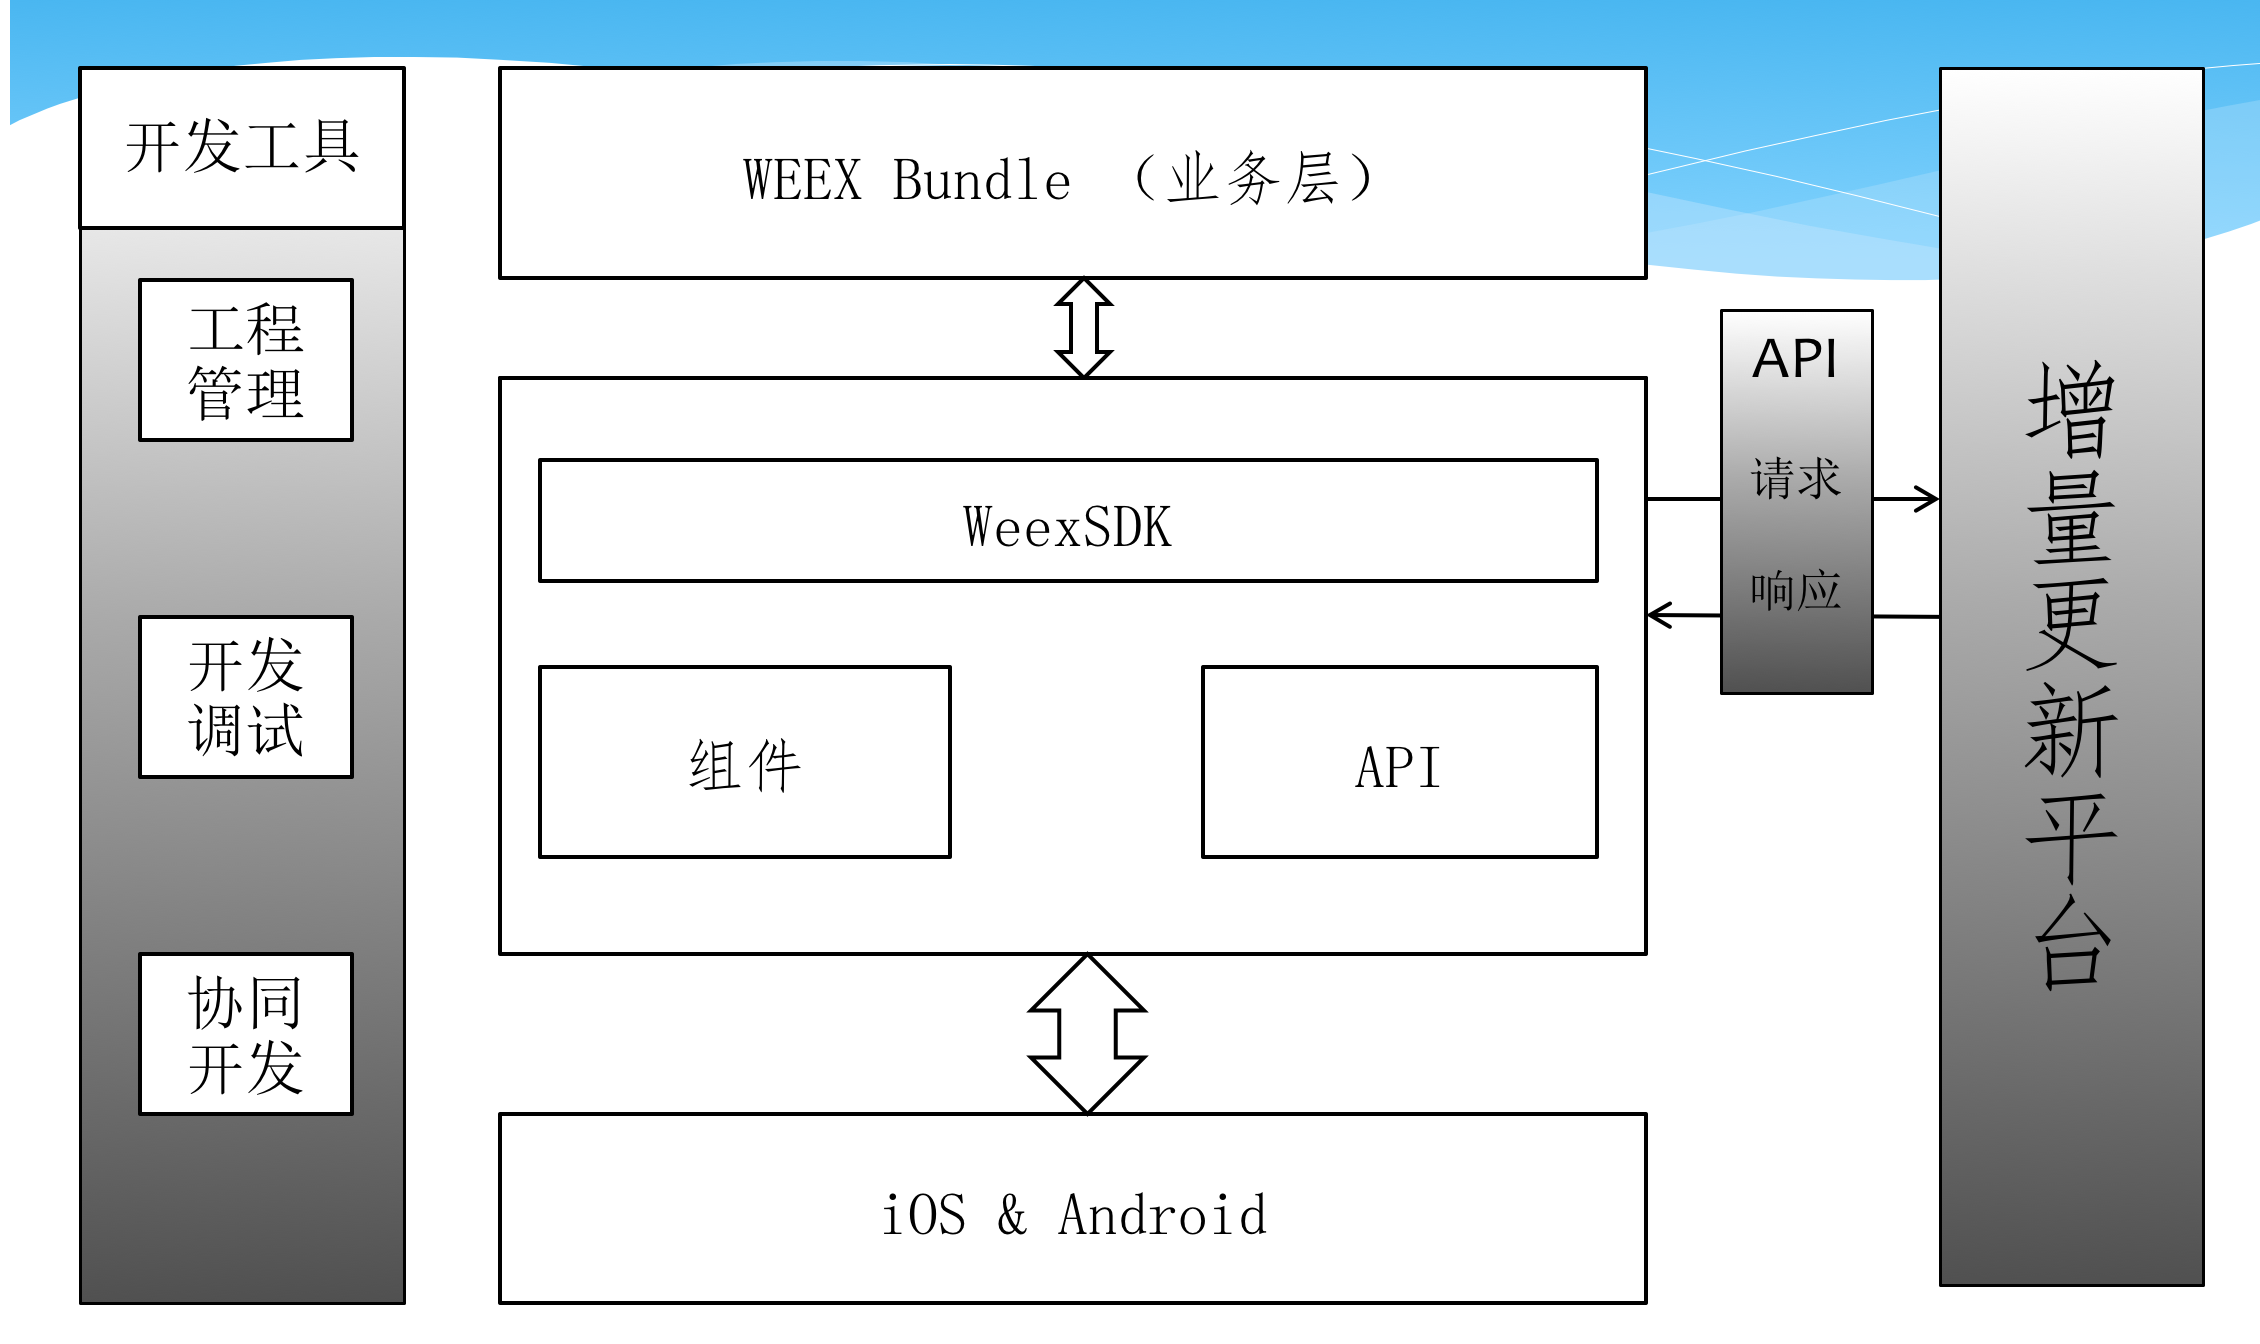 开发工具
工程
管理
开发
调试
协同
开发
WEEX Bundle （业务层）
WeexSDK
组件
API
iOS & Android
API
请求
响应
增
量
更
新
平
台